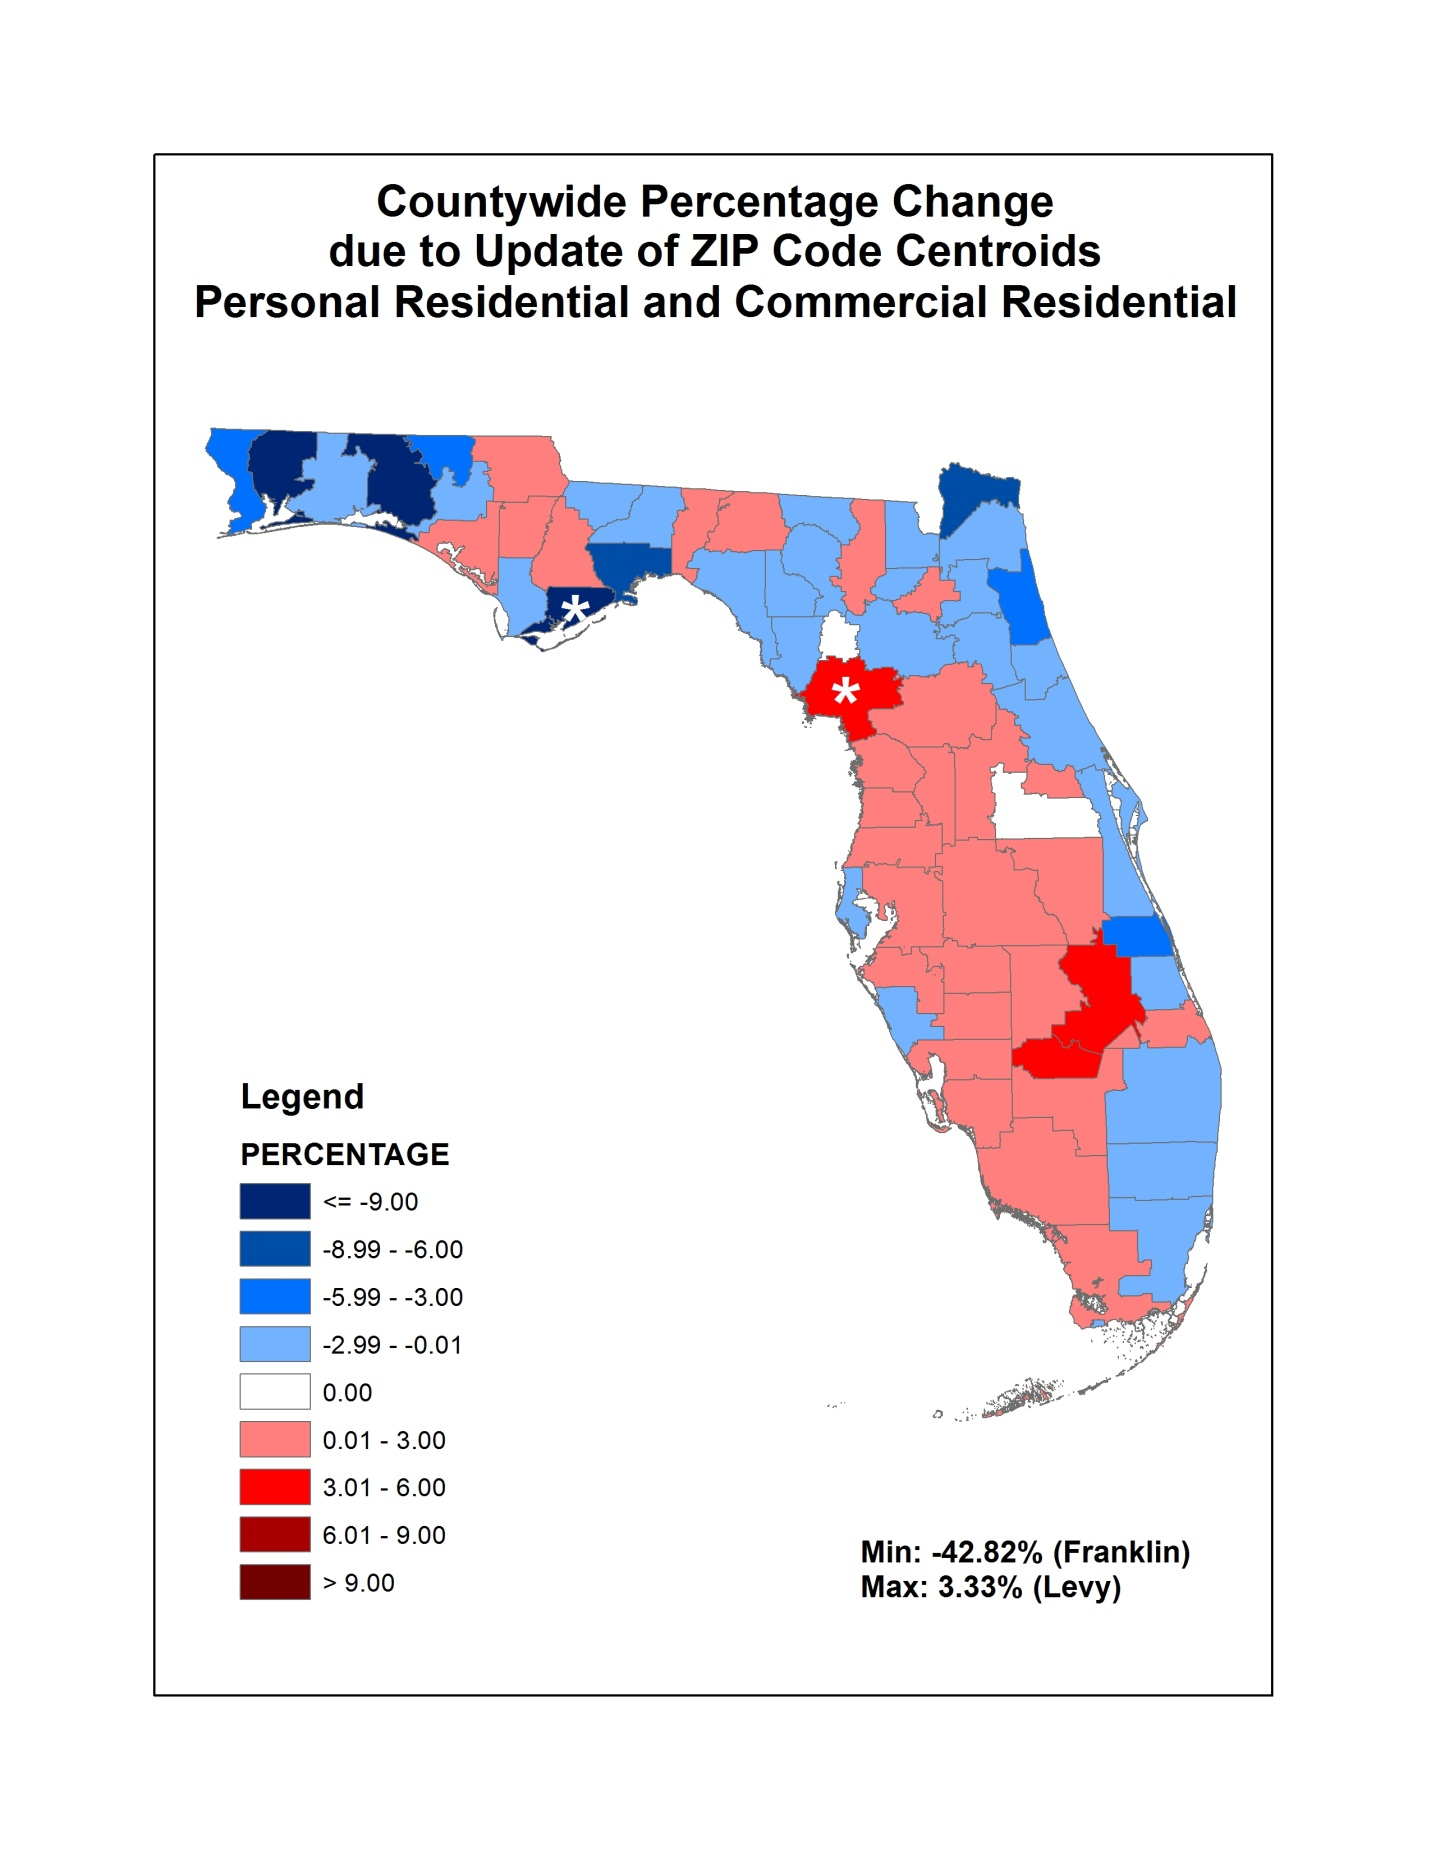 Countywide Percentage Change
due to Update of ZIP Code Centroids
Personal Residential and Commercial Residential
*
*
Legend
PERCENTAGE
<= -9.00
-8.99 - -6.00
-5.99 - -3.00
-2.99 - -0.01
0.00
0.01 - 3.00
3.01 - 6.00
6.01 - 9.00
> 9.00
Min: -42.82% (Franklin)
Max: 3.33% (Levy)